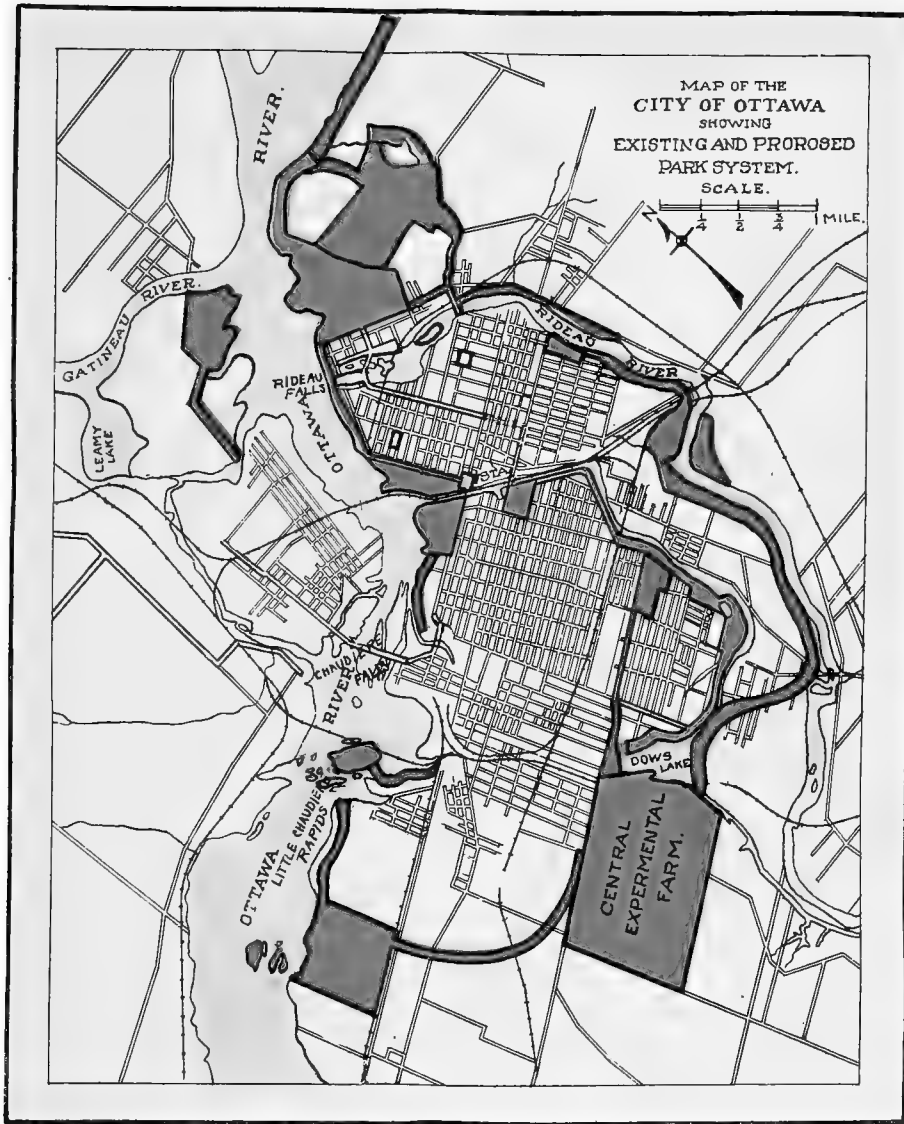 MAP OF THE
CITY OF OTTAWA
SHOWING
EXISTING AND PROROSED
PARK SYSTEM.
SCALE.
1/4 1/2 3/4 1 MILE.
N
RIVER.
GATINEAU RIVER.
LEAMY
LAKE
RIDEAU
FALLS
OTTAWA
RIDEAU
RIVER
CHAUDIERE
FALLS
RIVER
DOWS
LAKE
OTTAWA
LITTLE CHAUDIER
RAPIDS
CENTRAL
EXPERMENTAL
FARM.